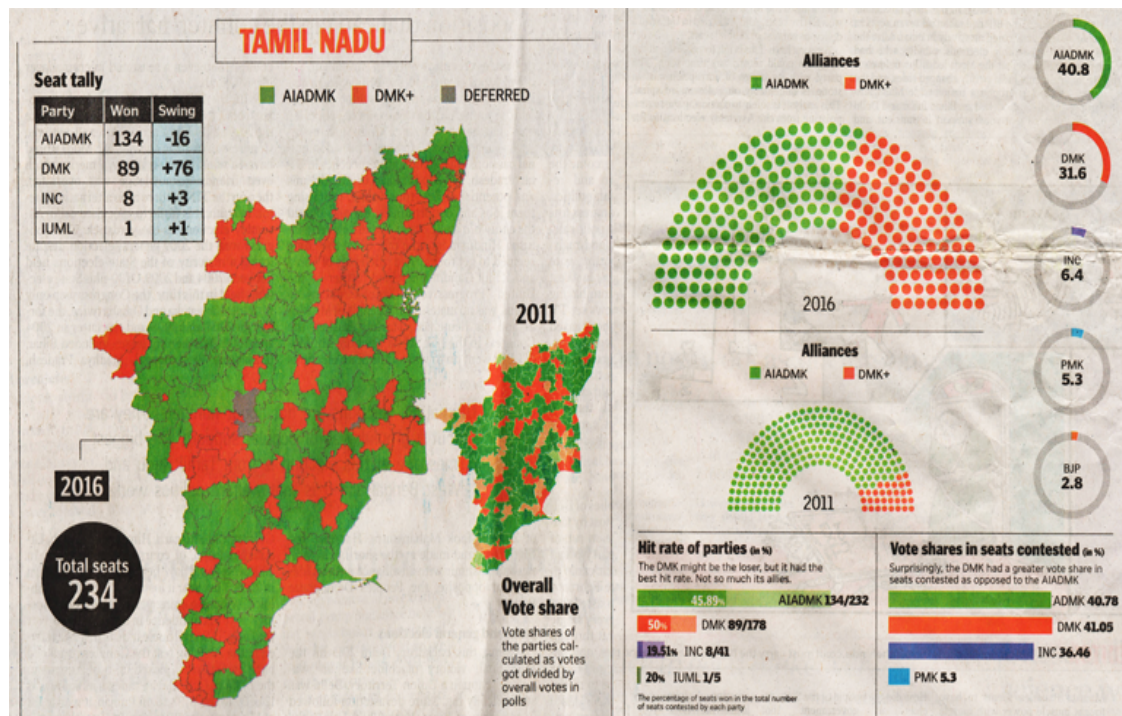 TAMIL NADU
Seat tally
Party Won Swing
AIADMK 134 -16
DMK 89 +76
INC 8 +3
IUML 1 +1
AIADMK DMK+ DEFERRED
2016
Total seats
234
2011
Overall
Vote share
Vote shares of
the parties cal-
culated as votes
got divided by
overall votes in
polls
Alliances
AIADMK DMK+
2016
Alliances
AIADMK DMK+
2011
AIADMK
40.8
DMK
31.6
INC
6.4
PMK
5.3
BJP
2.8
Hit rate of parties (in %)
The DMK might be the loser, but it had the
best hit rate. Not so much its allies.
45.89% AIADMK 134/232
50% DMK 89/178
19.51% INC 8/41
20% IUML 1/5
The percentage of seats won in the total number
of seats contested by each party
Vote shares in seats contested (in %)
Surprisingly, the DMK had a greater vote share in
seats contested as opposed to the AIADMK
ADMK 40.78
DMK 41.05
INC 36.46
PMK 5.3